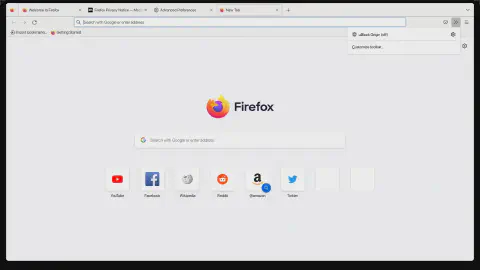 Welcome to Firefox
Firefox Privacy Notice
Advanced Preferences
New Tab
Search with Google or enter address
Import bookmarks...
Getting Started
uBlock Origin (off)
Customize toolbar...
Firefox
Search with Google or enter address
YouTube
Facebook
Wikipedia
Reddit
@amazon
Twitter